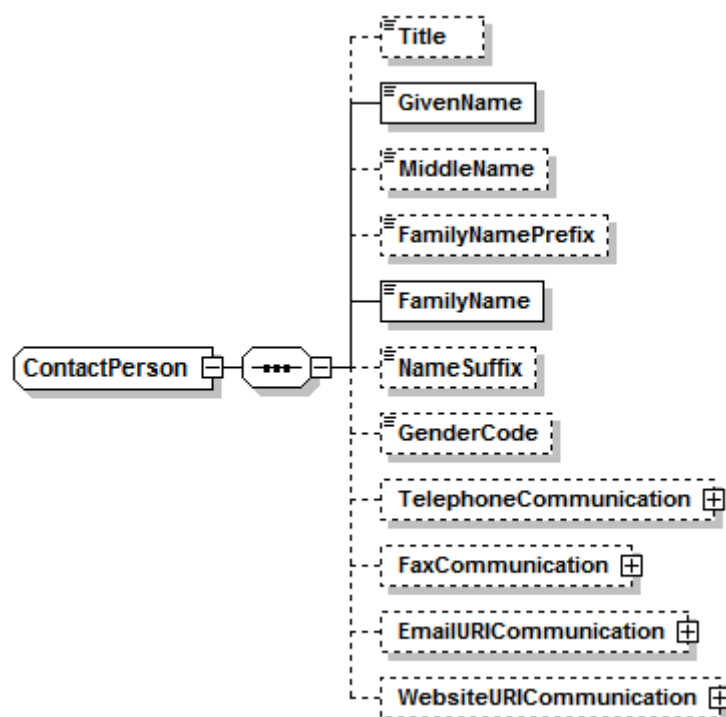 Title
GivenName
MiddleName
FamilyNamePrefix
FamilyName
ContactPerson
NameSuffix
GenderCode
TelephoneCommunication
FaxCommunication
EmailURICommunication
WebsiteURICommunication